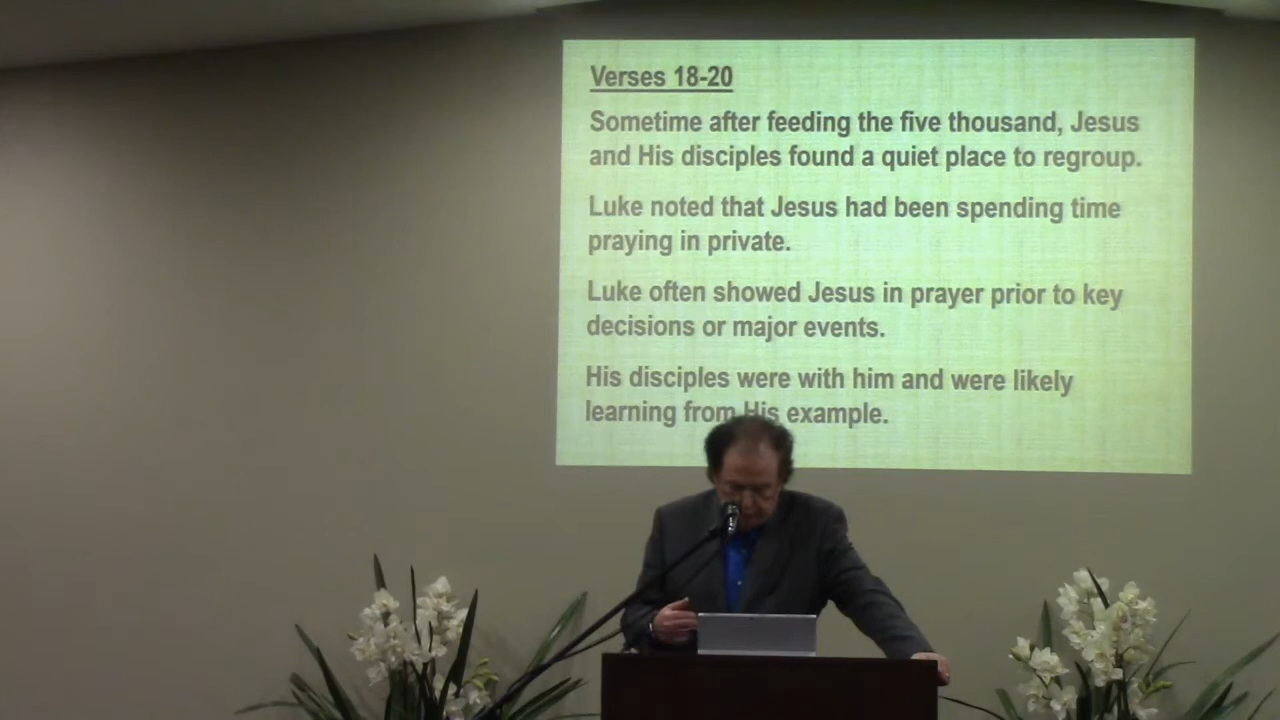 Verses 18-20
Sometime after feeding the five thousand, Jesus
and His disciples found a quiet place to regroup.
Luke noted that Jesus had been spending time
praying in private.
Luke often showed Jesus in prayer prior to key
decisions or major events.
His disciples were with him and were likely
learning from His example.